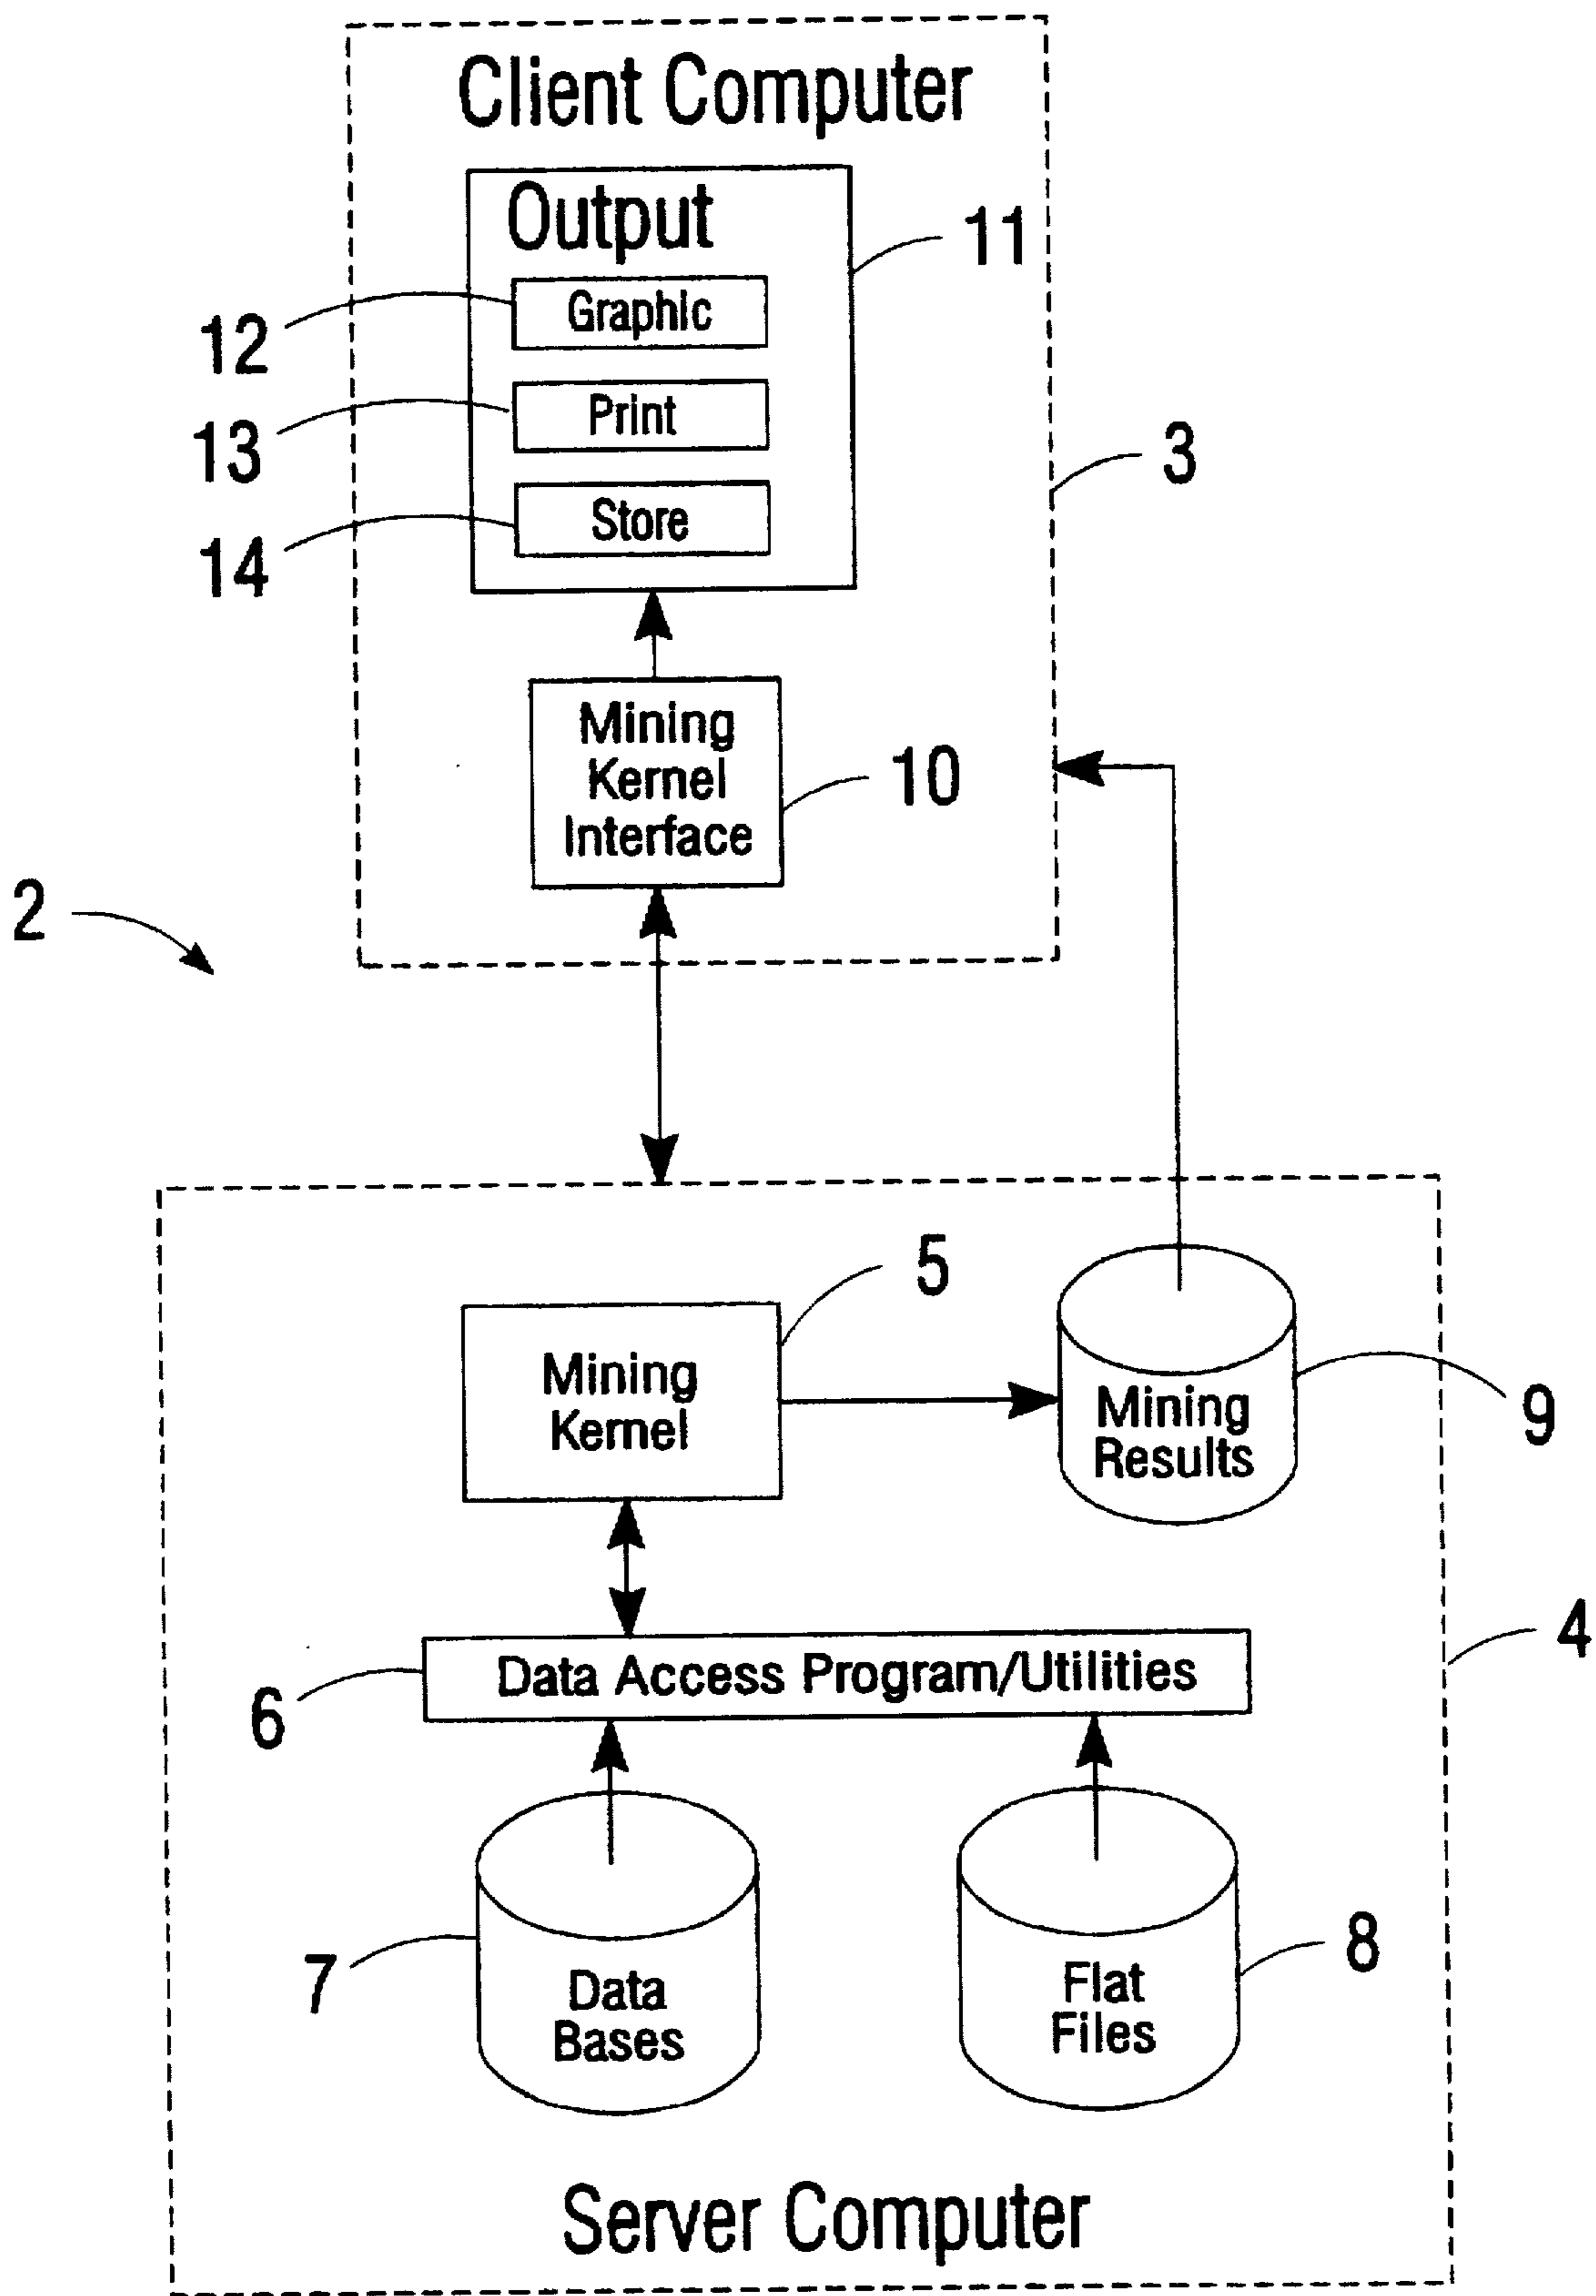 Client Computer
Output
11
Graphic
12
Print
13
3
Store
14
Mining
Kernel
Interface
10
2
5
Mining
Kernel
Mining
Results
9
4
Data Access Program/Utilities
6
7
Data
Bases
Flat
Files
8
Server Computer